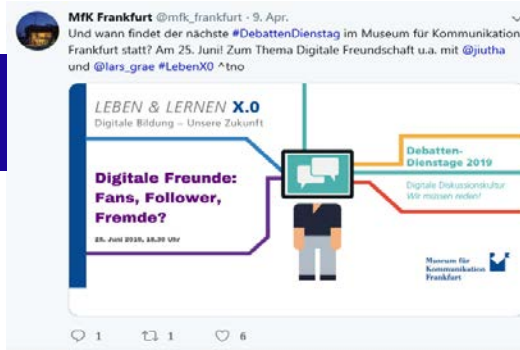 MfK Frankfurt @mfk_frankfurt · 9. Apr.
Und wann findet der nächste #DebattenDienstag im Museum für Kommunikation
Frankfurt statt? Am 25. Juni! Zum Thema Digitale Freundschaft u.a. mit @jiutha
und @lars_grae #LebenX0 ^tno
LEBEN & LERNEN X.0
Digitale Bildung – Unsere Zukunft
Digitale Freunde:
Fans, Follower,
Fremde?
25. Juni 2019, 18.30 Uhr
Debatten-
Dienstage 2019
Digitale Diskussionskultur
Wir müssen reden!
Museum für
Kommunikation
Frankfurt
1 1 6